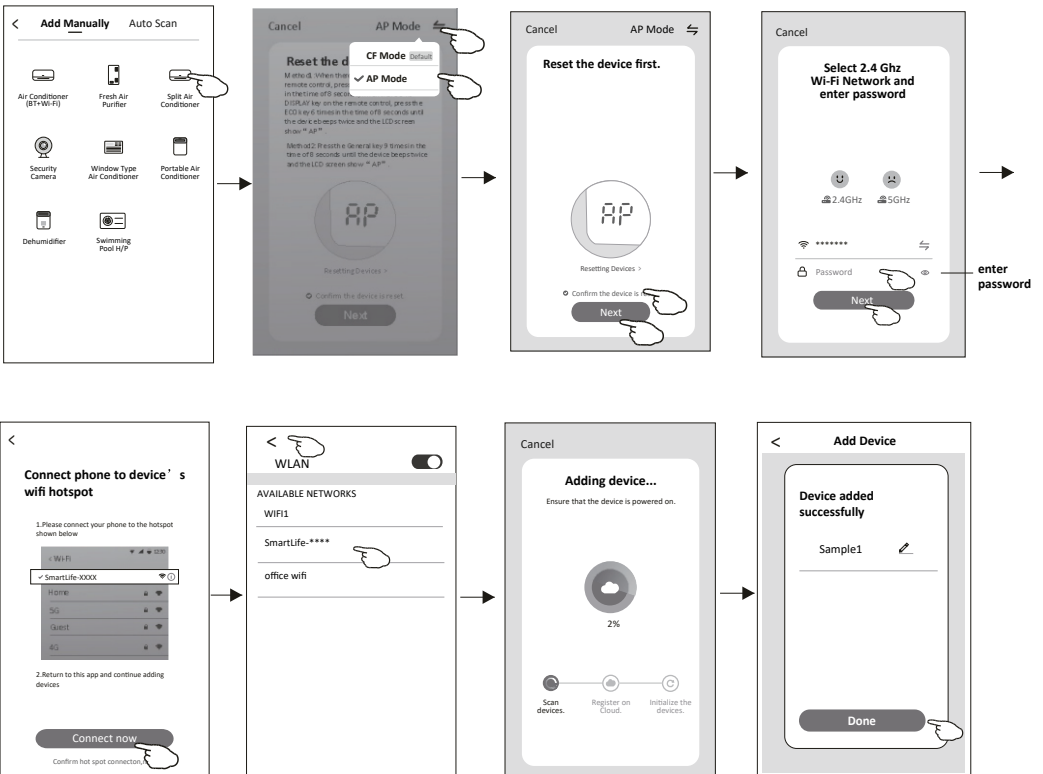 < Add Manually Auto Scan
Air Conditioner
(BT+Wi-Fi)
Fresh Air
Purifier
Split Air
Conditioner
Security
Camera
Window Type
Air Conditioner
Portable Air
Conditioner
Dehumidifier
Swimming
Pool H/P
Cancel AP Mode
CF Mode Default
AP Mode
Reset the d
Method1: When ther
remote control, press
in the time of 8 secon
DISPLAY key on the remote control, press the
ECO key 6 times in the time of 8 seconds until
the device beeps twice and the LCD screen
show " AP" .
Method2: Press the General key 9 times in the
time of 8 seconds until the device beeps twice
and the LCD screen show " AP" .
AP
Resetting Devices >
Confirm the device is reset.
Next
Cancel AP Mode
Reset the device first.
AP
Resetting Devices >
Confirm the device is r
Next
Cancel
Select 2.4 Ghz
Wi-Fi Network and
enter password
2.4GHz 5GHz
*******
Password
Next
enter
password
<
Connect phone to device's
wifi hotspot
1.Please connect your phone to the hotspot
shown below
< Wi-Fi
SmartLife-XXXX
Home
5G
Guest
4G
2.Return to this app and continue adding
devices
Connect now
Confirm hot spot connecton,
<
WLAN
AVAILABLE NETWORKS
WIFI1
SmartLife-****
office wifi
Cancel
Adding device...
Ensure that the device is powered on.
2%
Scan
devices.
Register on
Cloud.
Initialize the
devices.
< Add Device
Device added
successfully
Sample1
Done